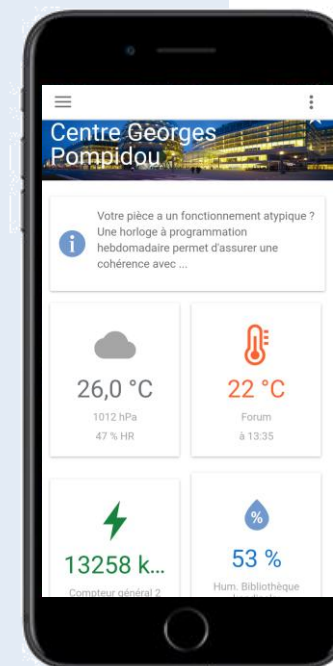 Centre Georges
Pompidou
Votre pièce a un fonctionnement atypique ?
Une horloge à programmation
hebdomadaire permet d'assurer une
cohérence avec ...
26,0 °C
1012 hPa
47 % HR
22 °C
Forum
à 13:35
13258 k...
Compteur général 2
%
53 %
Hum. Bibliothèque